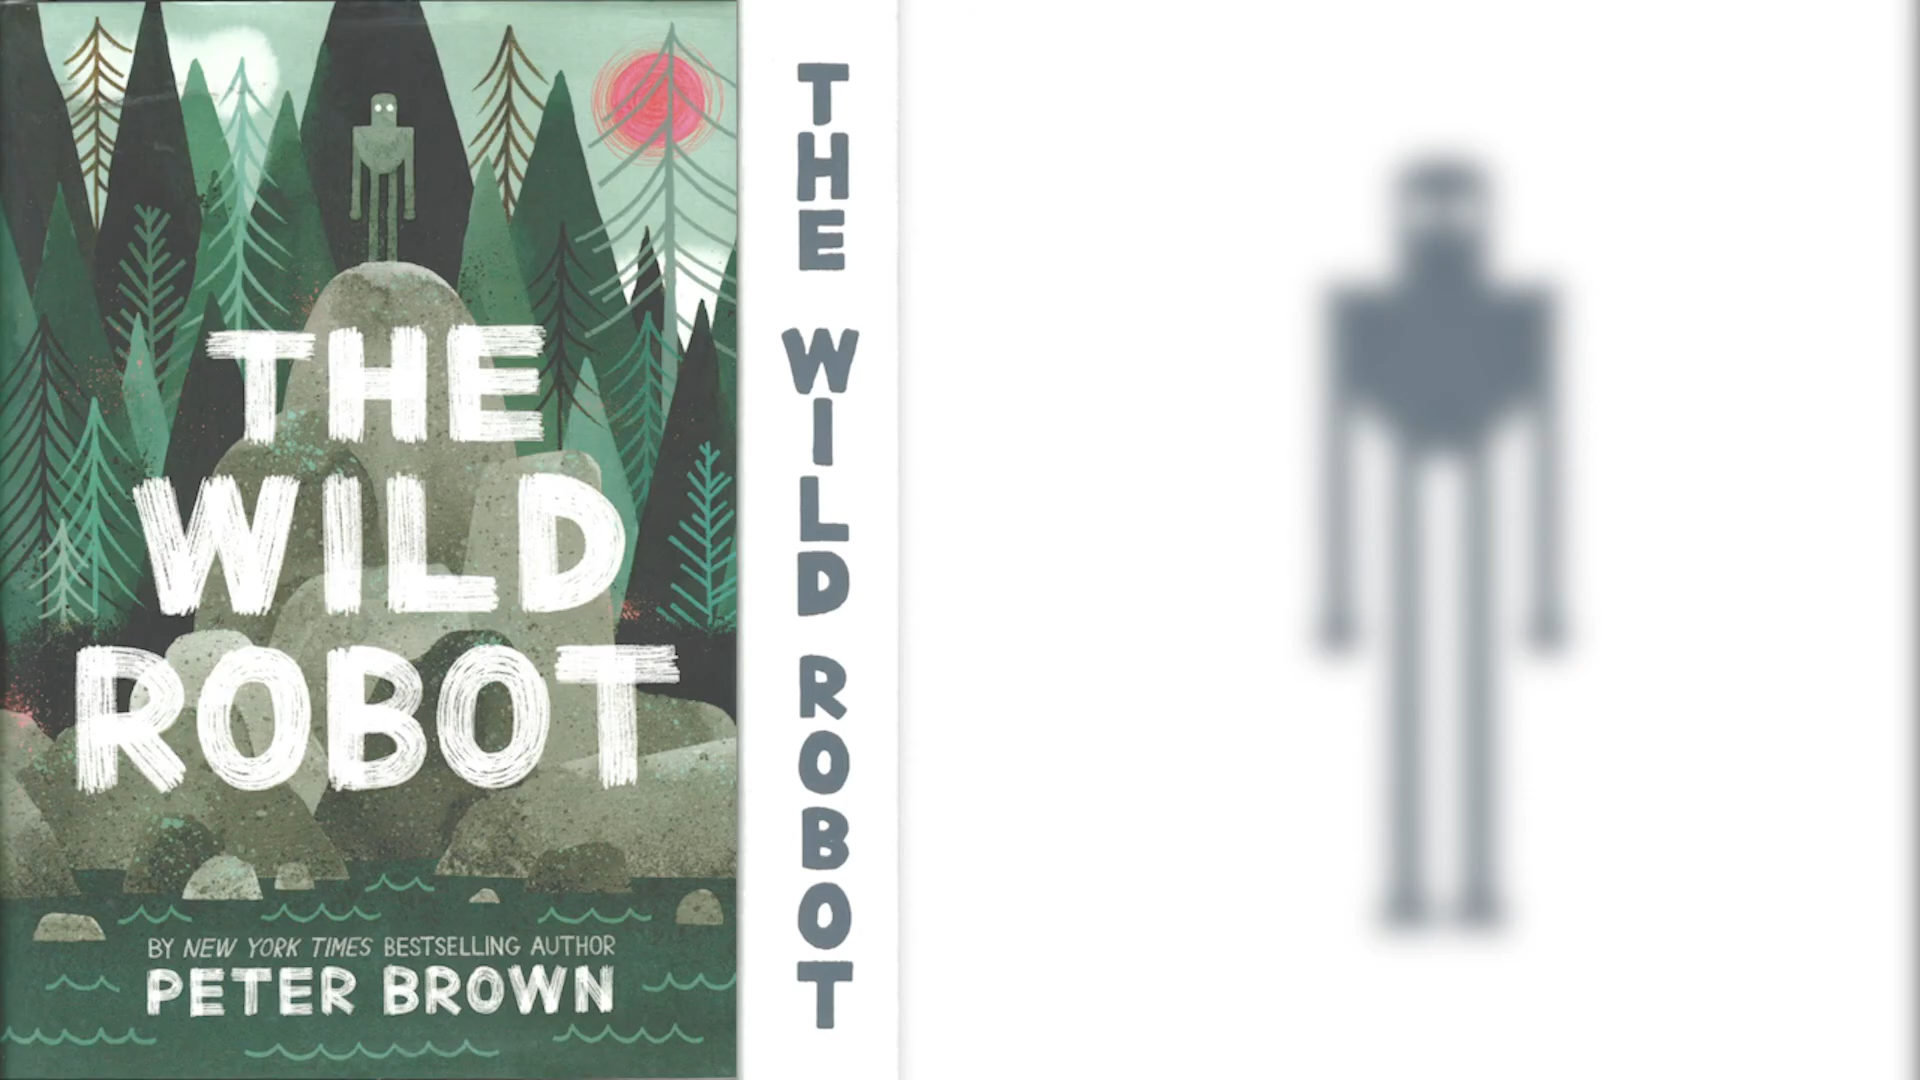 THE
WILD
ROBOT
BY NEW YORK TIMES BESTSELLING AUTHOR
PETER BROWN
THE WILD ROBOT